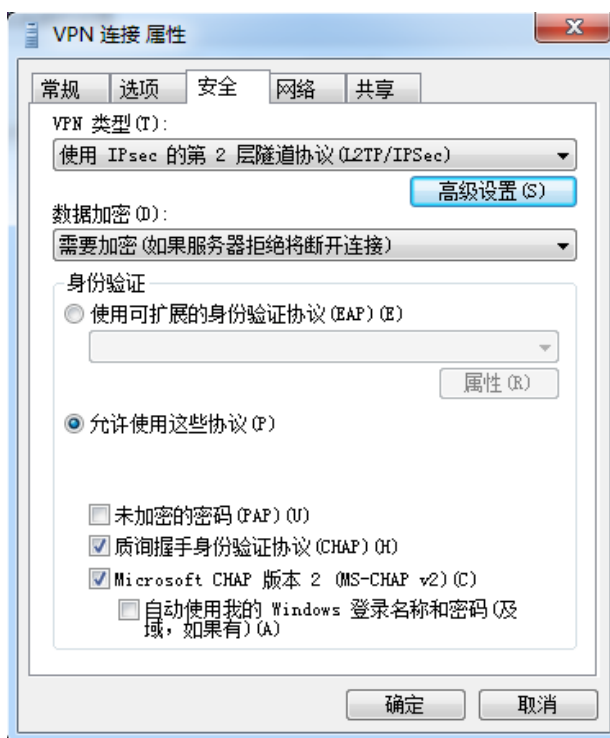 VPN 连接 属性
常规 选项 安全 网络 共享
VPN 类型(T):
使用 IPsec 的第 2 层隧道协议(L2TP/IPSec)
高级设置(S)
数据加密(D):
需要加密(如果服务器拒绝将断开连接)
身份验证
使用可扩展的身份验证协议(EAP)(E)
属性(R)
允许使用这些协议(P)
未加密的密码(PAP)(U)
质询握手身份验证协议(CHAP)(H)
Microsoft CHAP 版本 2 (MS-CHAP v2)(C)
自动使用我的 Windows 登录名称和密码(及
域，如果有)(A)
确定 取消